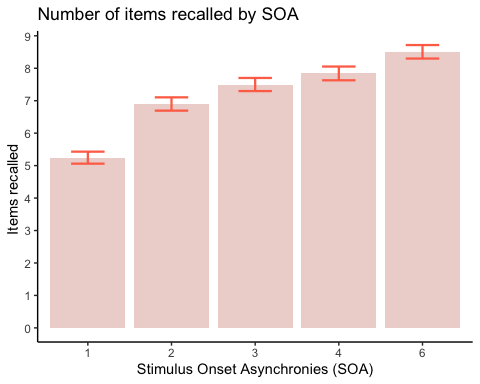 Number of items recalled by SOA
Items recalled
9
8
7
6
5
4
3
2
1
0
1 2 3 4 6
Stimulus Onset Asynchronies (SOA)